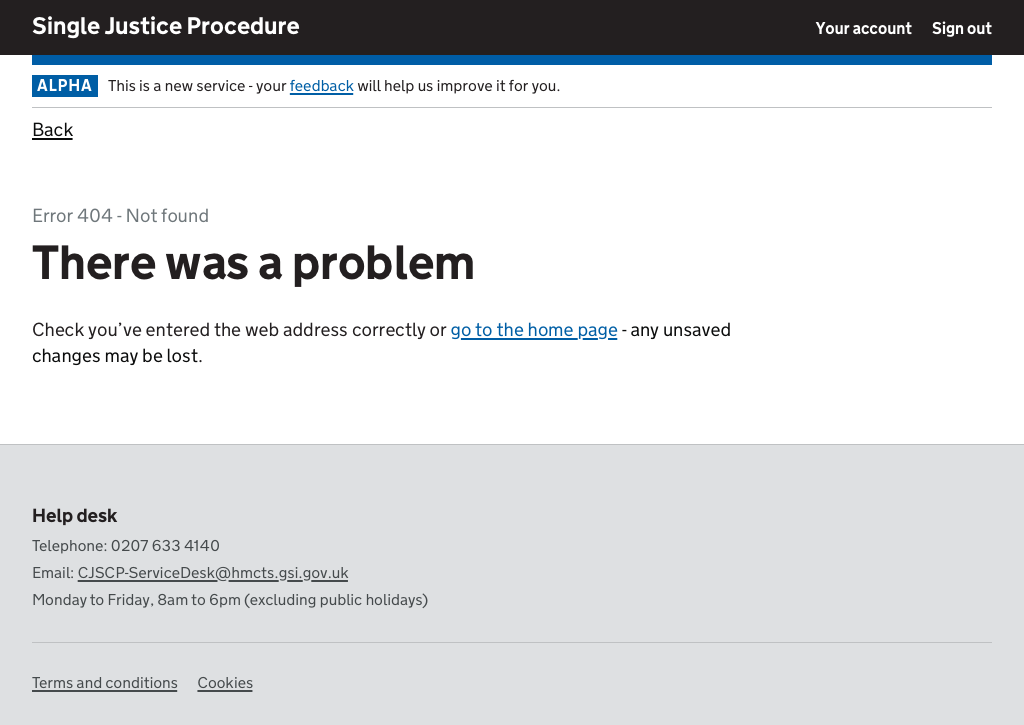 Single Justice Procedure
Your account Sign out
ALPHA This is a new service - your feedback will help us improve it for you.
Back
Error 404 - Not found
There was a problem
Check you’ve entered the web address correctly or go to the home page - any unsaved
changes may be lost.
Help desk
Telephone: 0207 633 4140
Email: CJSCP-ServiceDesk@hmcts.gsi.gov.uk
Monday to Friday, 8am to 6pm (excluding public holidays)
Terms and conditions Cookies